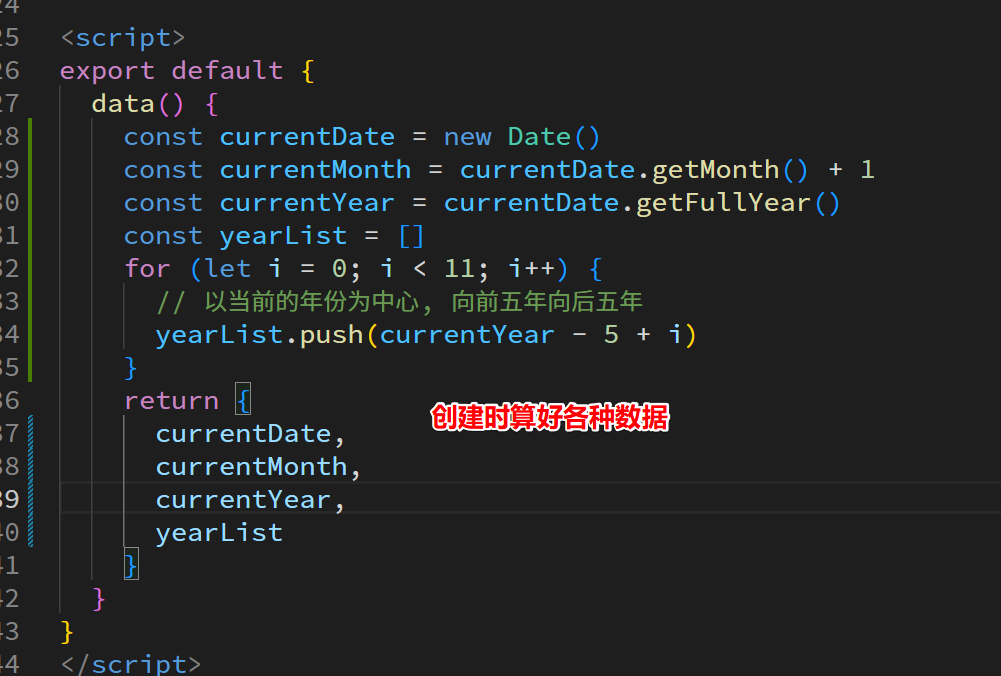 24
25 <script>
26 export default {
27 data() {
28 const currentDate = new Date()
29 const currentMonth = currentDate.getMonth() + 1
30 const currentYear = currentDate.getFullYear()
31 const yearList = []
32 for (let i = 0; i < 11; i++) {
33 // 以当前的年份为中心, 向前五年向后五年
34 yearList.push(currentYear - 5 + i)
35 }
36 return {
创建时算好各种数据
37 currentDate,
38 currentMonth,
39 currentYear,
40 yearList
41 }
42 }
43 }
44 </script>